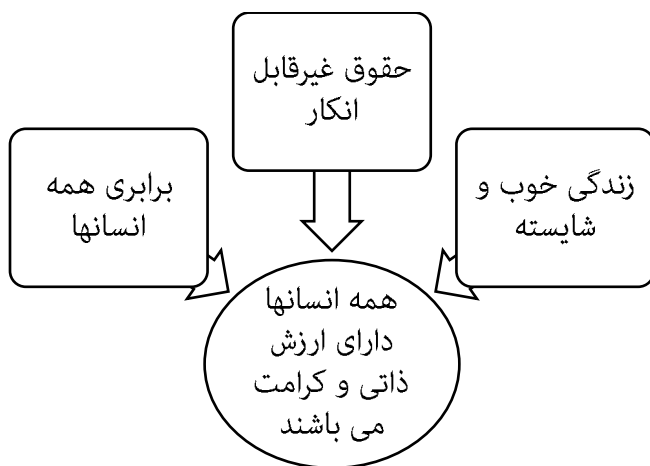 حقوق غیرقابل
انکار
زندگی خوب و
شایسته
برابری همه
انسانها
همه انسانها
دارای ارزش
ذاتی و کرامت
می باشند